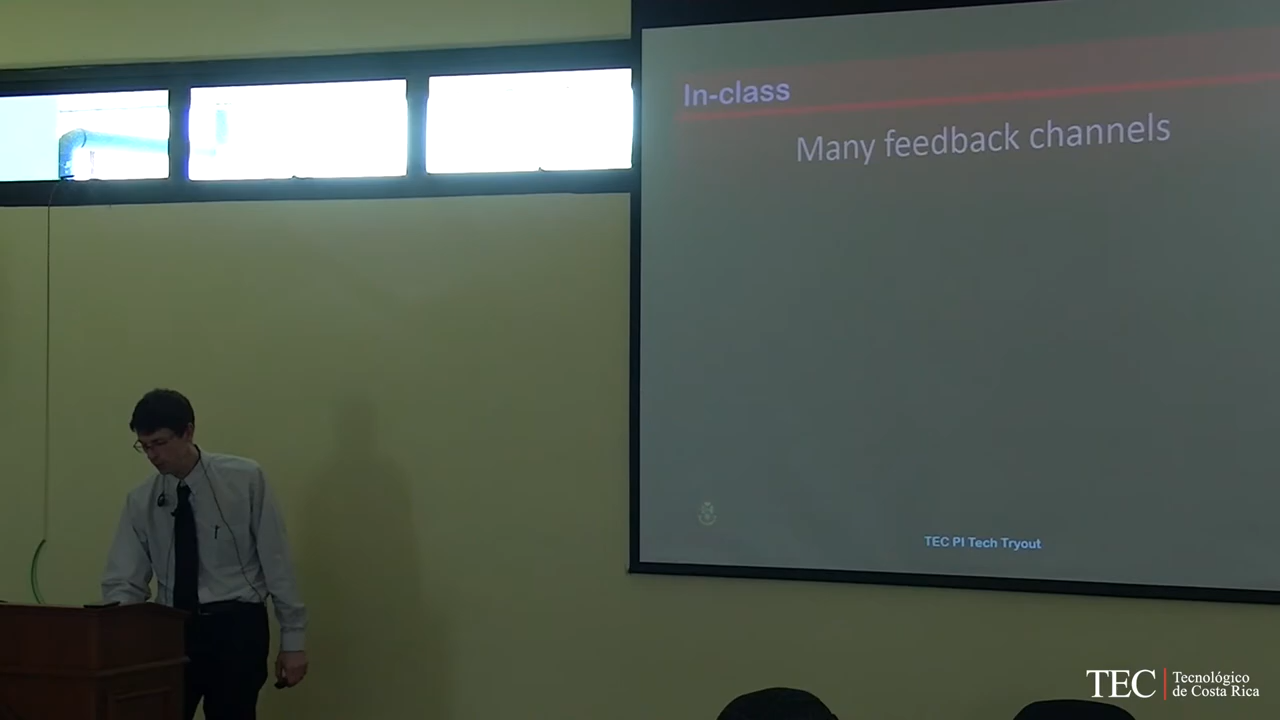 In-class
Many feedback channels
TEC PI Tech Tryout
TEC
Tecnológico
de Costa Rica